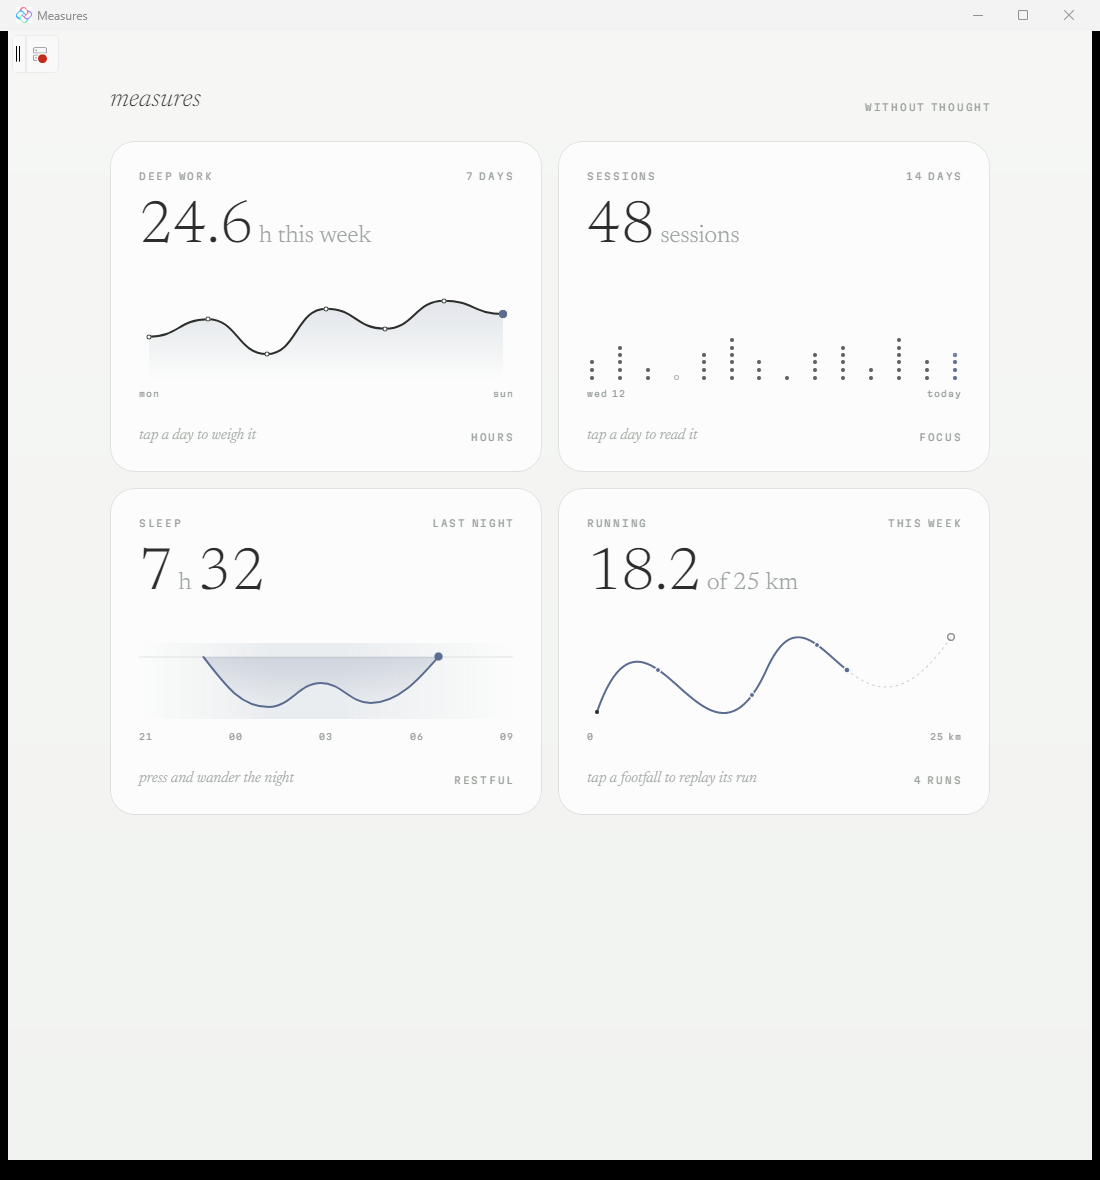 Measures
measures
WITHOUT THOUGHT
DEEP WORK
7 DAYS
24.6 h this week
mon
sun
tap a day to weigh it
HOURS
SESSIONS
14 DAYS
48 sessions
wed 12
today
tap a day to read it
FOCUS
SLEEP
LAST NIGHT
7 h 32
21 00 03 06 09
press and wander the night
RESTFUL
RUNNING
THIS WEEK
18.2 of 25 km
0
25 km
tap a footfall to replay its run
4 RUNS